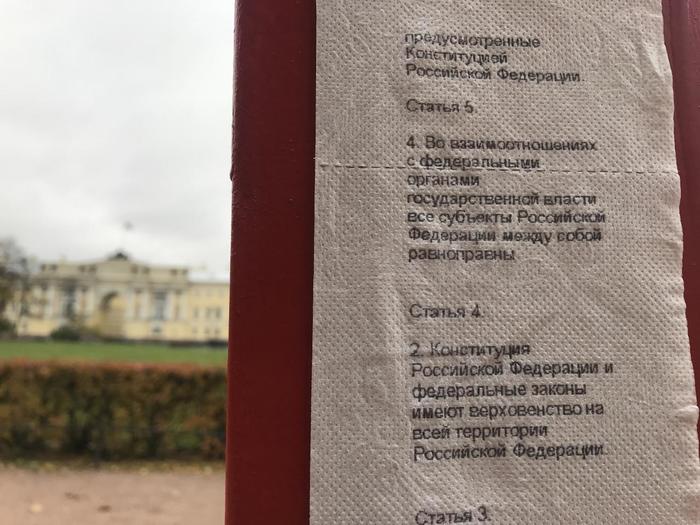 предусмотренные
Конституцией
Российской Федерации.
Статья 5.
4. Во взаимоотношениях
с федеральными
органами
государственной власти
все субъекты Российской
Федерации между собой
равноправны
Статья 4.
2. Конституция
Российской Федерации и
федеральные законы
имеют верховенство на
всей территории
Российской Федерации.
Статья 3.